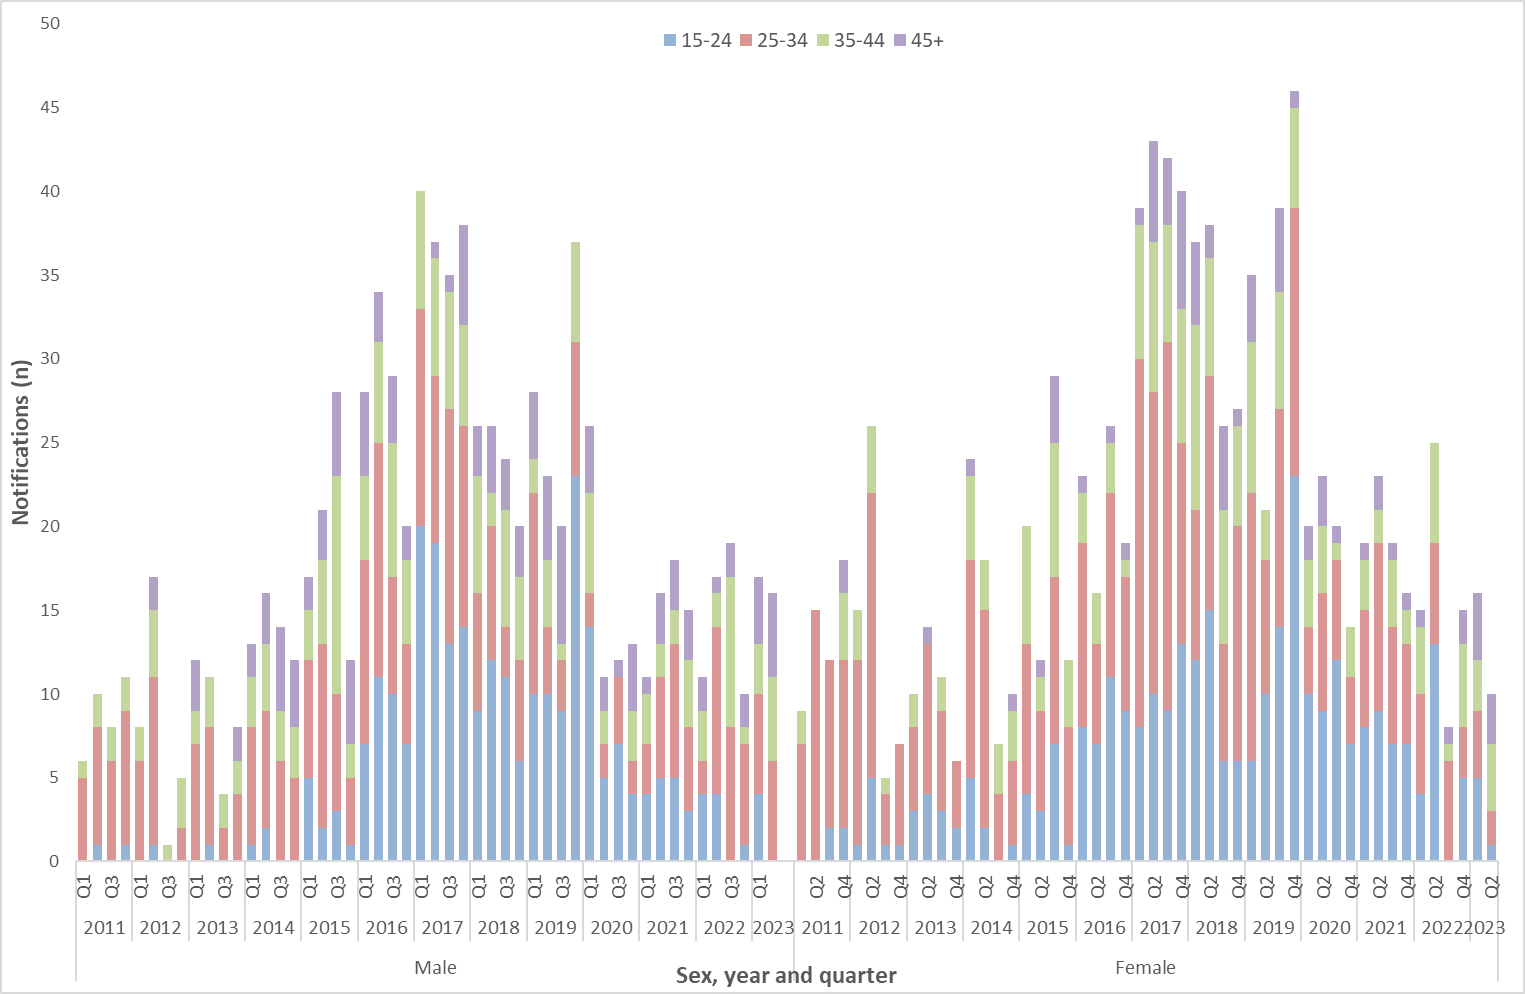 50
15-24 25-34 35-44 45+
45
40
35
30
25
20
15
10
5
0
Notifications (n)
Q1 Q3 Q1 Q3 Q1 Q3 Q1 Q3 Q1 Q3 Q1 Q3 Q1 Q3 Q1 Q3 Q1 Q3 Q1 Q3 Q1 Q3 Q1 Q3 Q1 Q2 Q4 Q2 Q4 Q2 Q4 Q2 Q4 Q2 Q4 Q2 Q4 Q2 Q4 Q2 Q4 Q2 Q4 Q2 Q4 Q2 Q4 Q2 Q4 Q2
2011 2012 2013 2014 2015 2016 2017 2018 2019 2020 2021 2022 2023 2011 2012 2013 2014 2015 2016 2017 2018 2019 2020 2021 2022 2023
Male Female
Sex, year and quarter